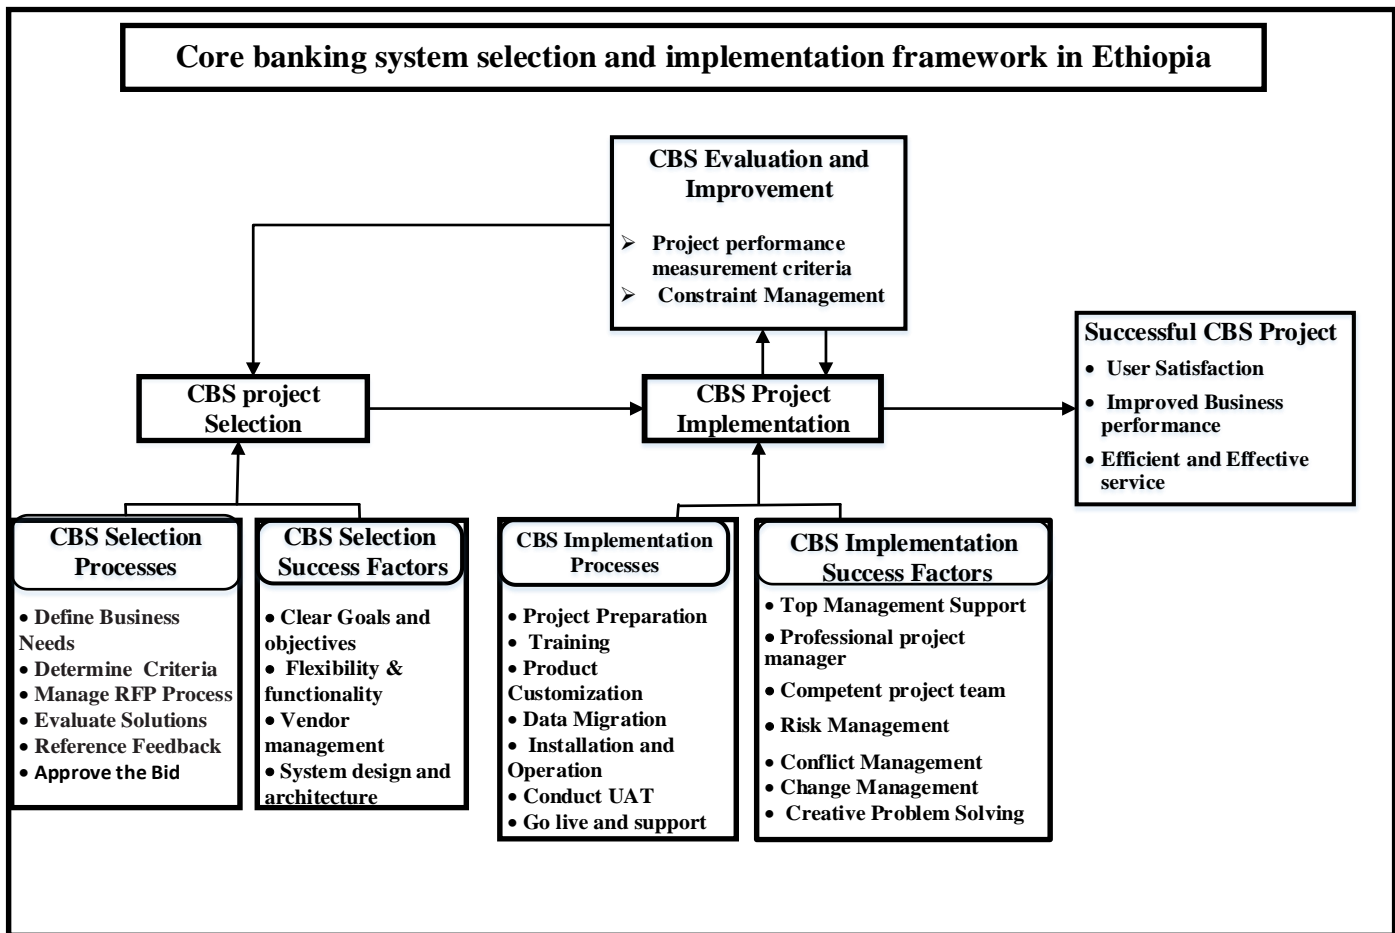 Core banking system selection and implementation framework in Ethiopia
CBS Evaluation and
Improvement
➢ Project performance
measurement criteria
➢ Constraint Management
CBS project
Selection
CBS Project
Implementation
Successful CBS Project
• User Satisfaction
• Improved Business
performance
• Efficient and Effective
service
CBS Selection
Processes
• Define Business
Needs
• Determine Criteria
• Manage RFP Process
• Evaluate Solutions
• Reference Feedback
• Approve the Bid
CBS Selection
Success Factors
• Clear Goals and
objectives
• Flexibility &
functionality
• Vendor
management
• System design and
architecture
CBS Implementation
Processes
• Project Preparation
• Training
• Product
Customization
• Data Migration
• Installation and
Operation
• Conduct UAT
• Go live and support
CBS Implementation
Success Factors
• Top Management Support
• Professional project
manager
• Competent project team
• Risk Management
• Conflict Management
• Change Management
• Creative Problem Solving